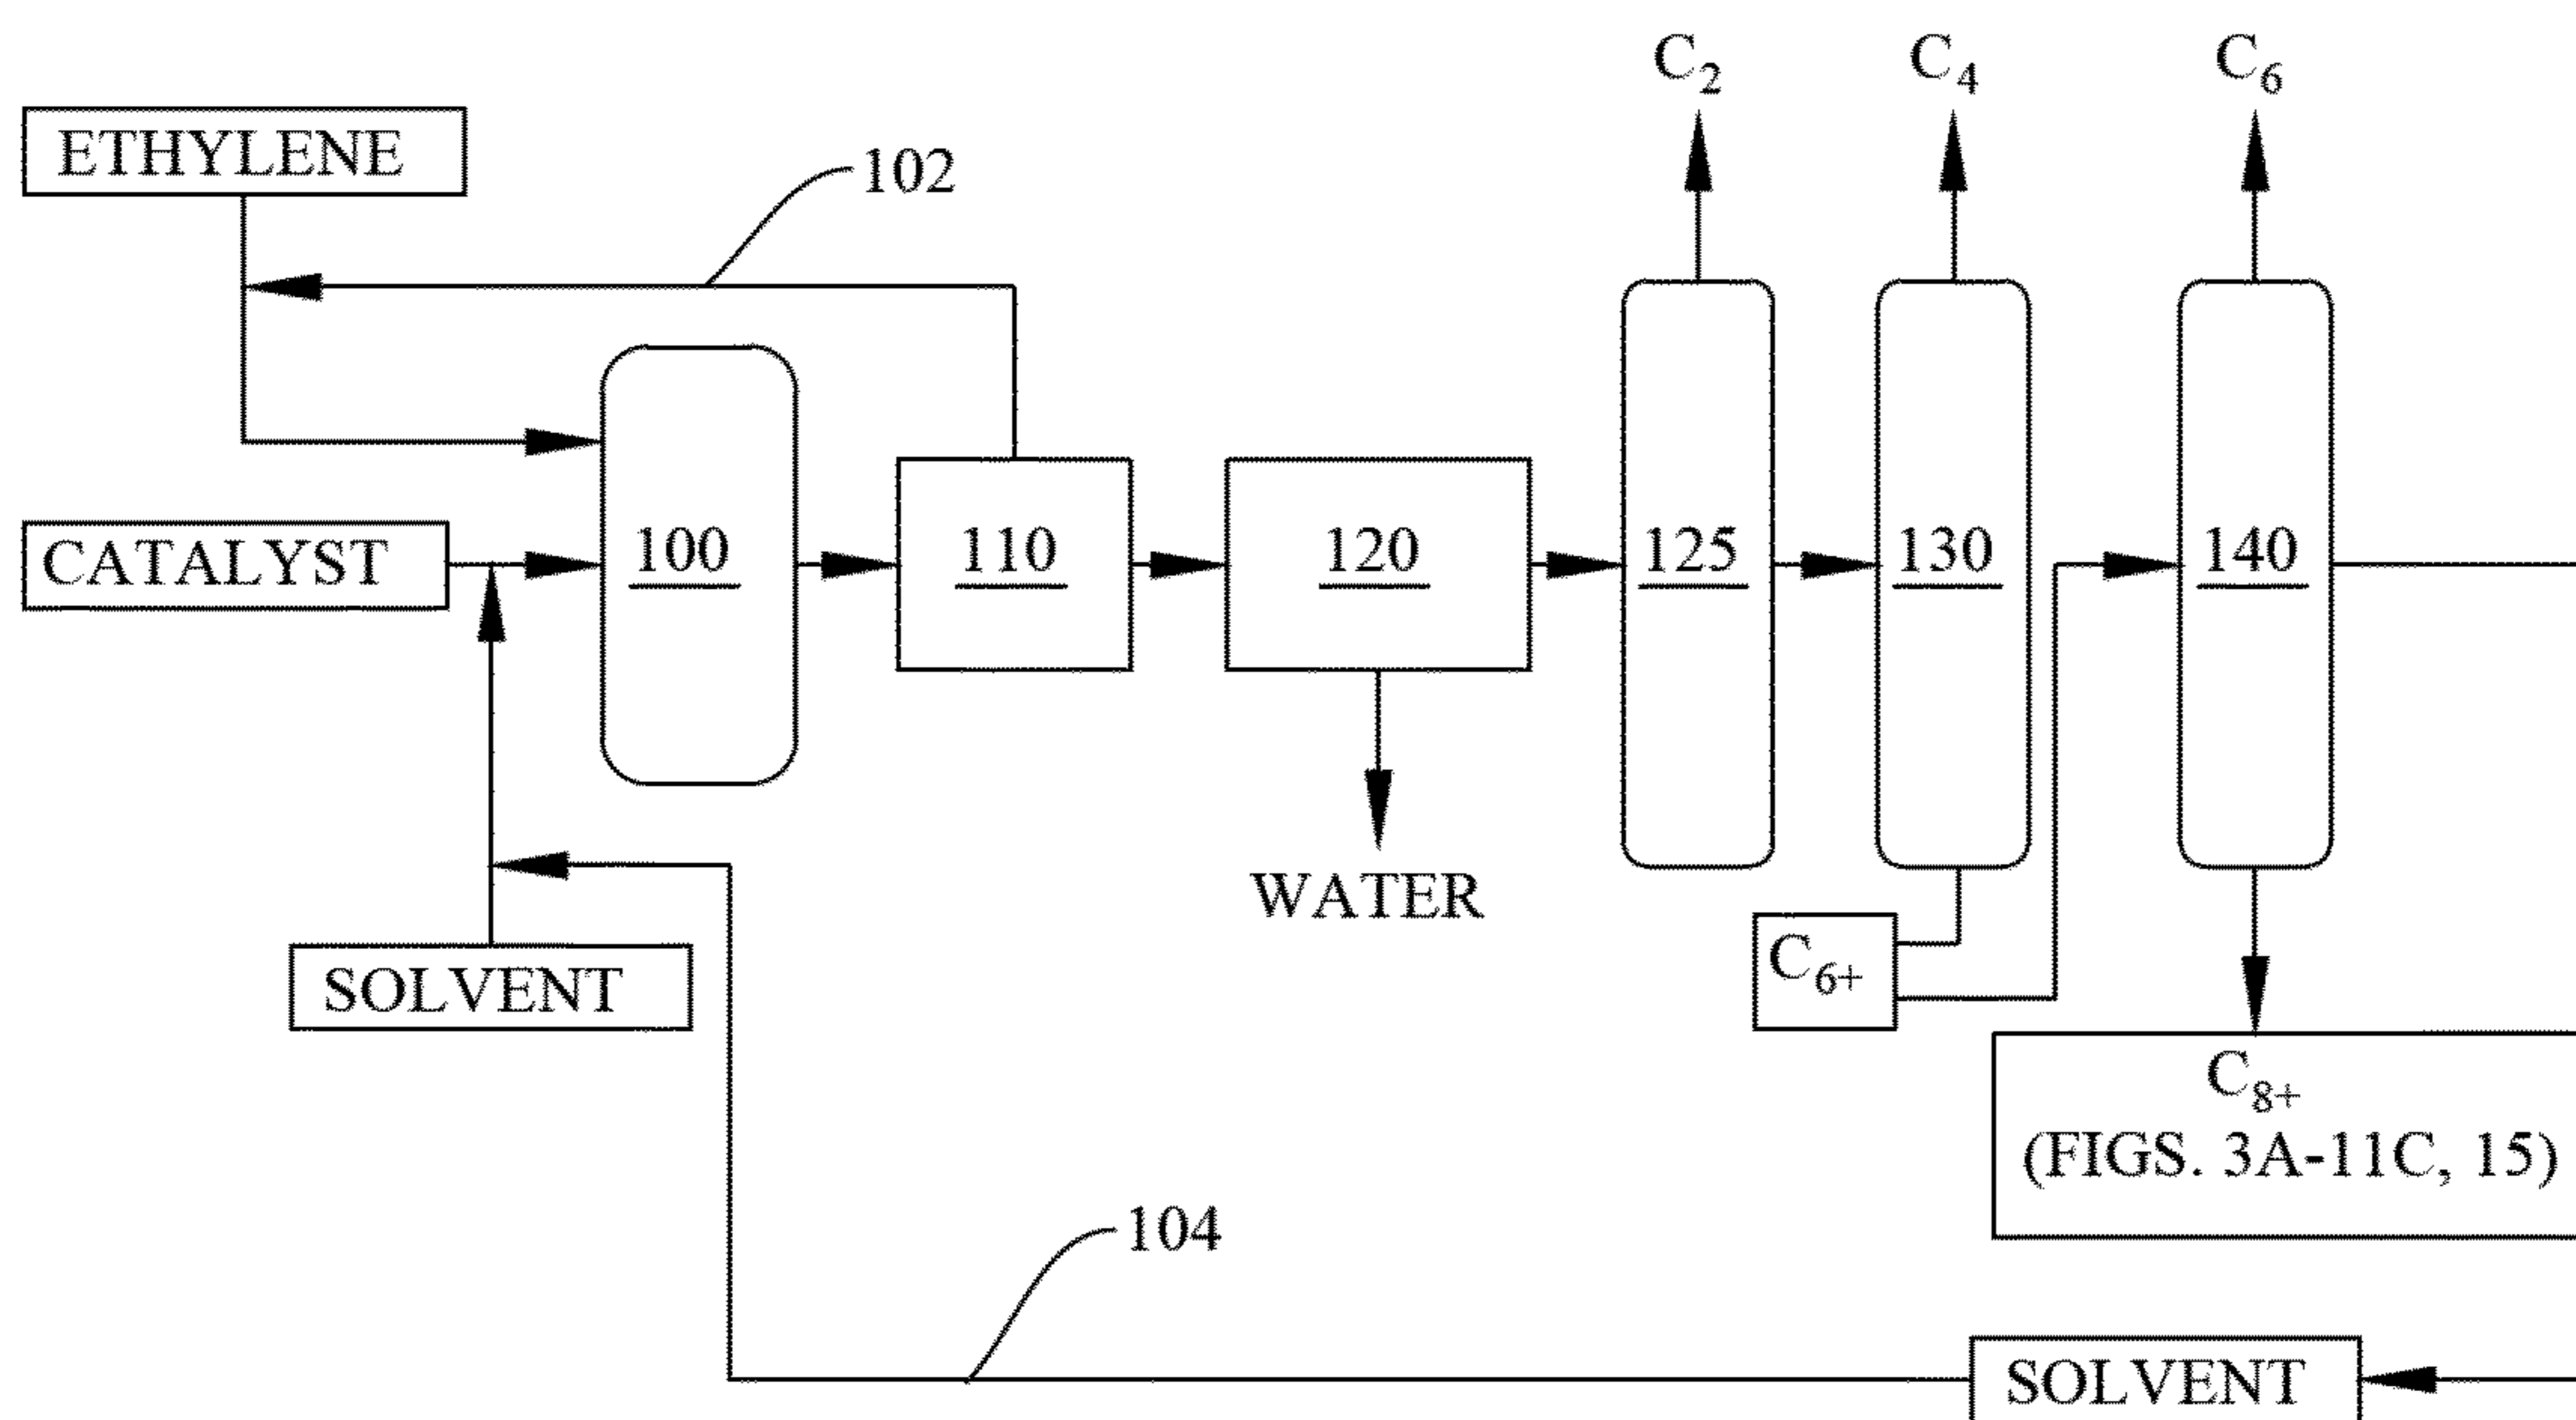 C2
C4
C6
ETHYLENE
102
CATALYST
100
110
120
125
130
140
WATER
C6+
SOLVENT
C8+
(FIGS. 3A-11C, 15)
104
SOLVENT